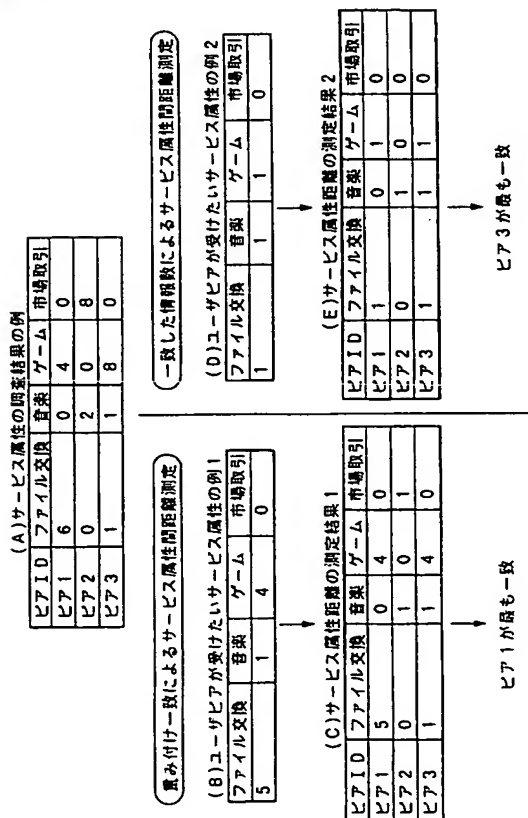 (A)サービス属性の調査結果の例
ピアID ファイル交換 音楽 ゲーム 市場取引
ピア1 6 0 4 0
ピア2 0 2 0 8
ピア3 1 1 8 0
重み付け一致によるサービス属性間距離測定
(B)ユーザピアが受けたいサービス属性の例1
ファイル交換 音楽 ゲーム 市場取引
5 1 4 0
(C)サービス属性距離の測定結果1
ピアID ファイル交換 音楽 ゲーム 市場取引
ピア1 5 0 4 0
ピア2 0 1 0 1
ピア3 1 1 4 0
ピア1が最も一致
一致した情報数によるサービス属性間距離測定
(D)ユーザピアが受けたいサービス属性の例2
ファイル交換 音楽 ゲーム 市場取引
1 1 1 0
(E)サービス属性距離の測定結果2
ピアID ファイル交換 音楽 ゲーム 市場取引
ピア1 1 0 1 0
ピア2 0 1 0 0
ピア3 1 1 1 0
ピア3が最も一致